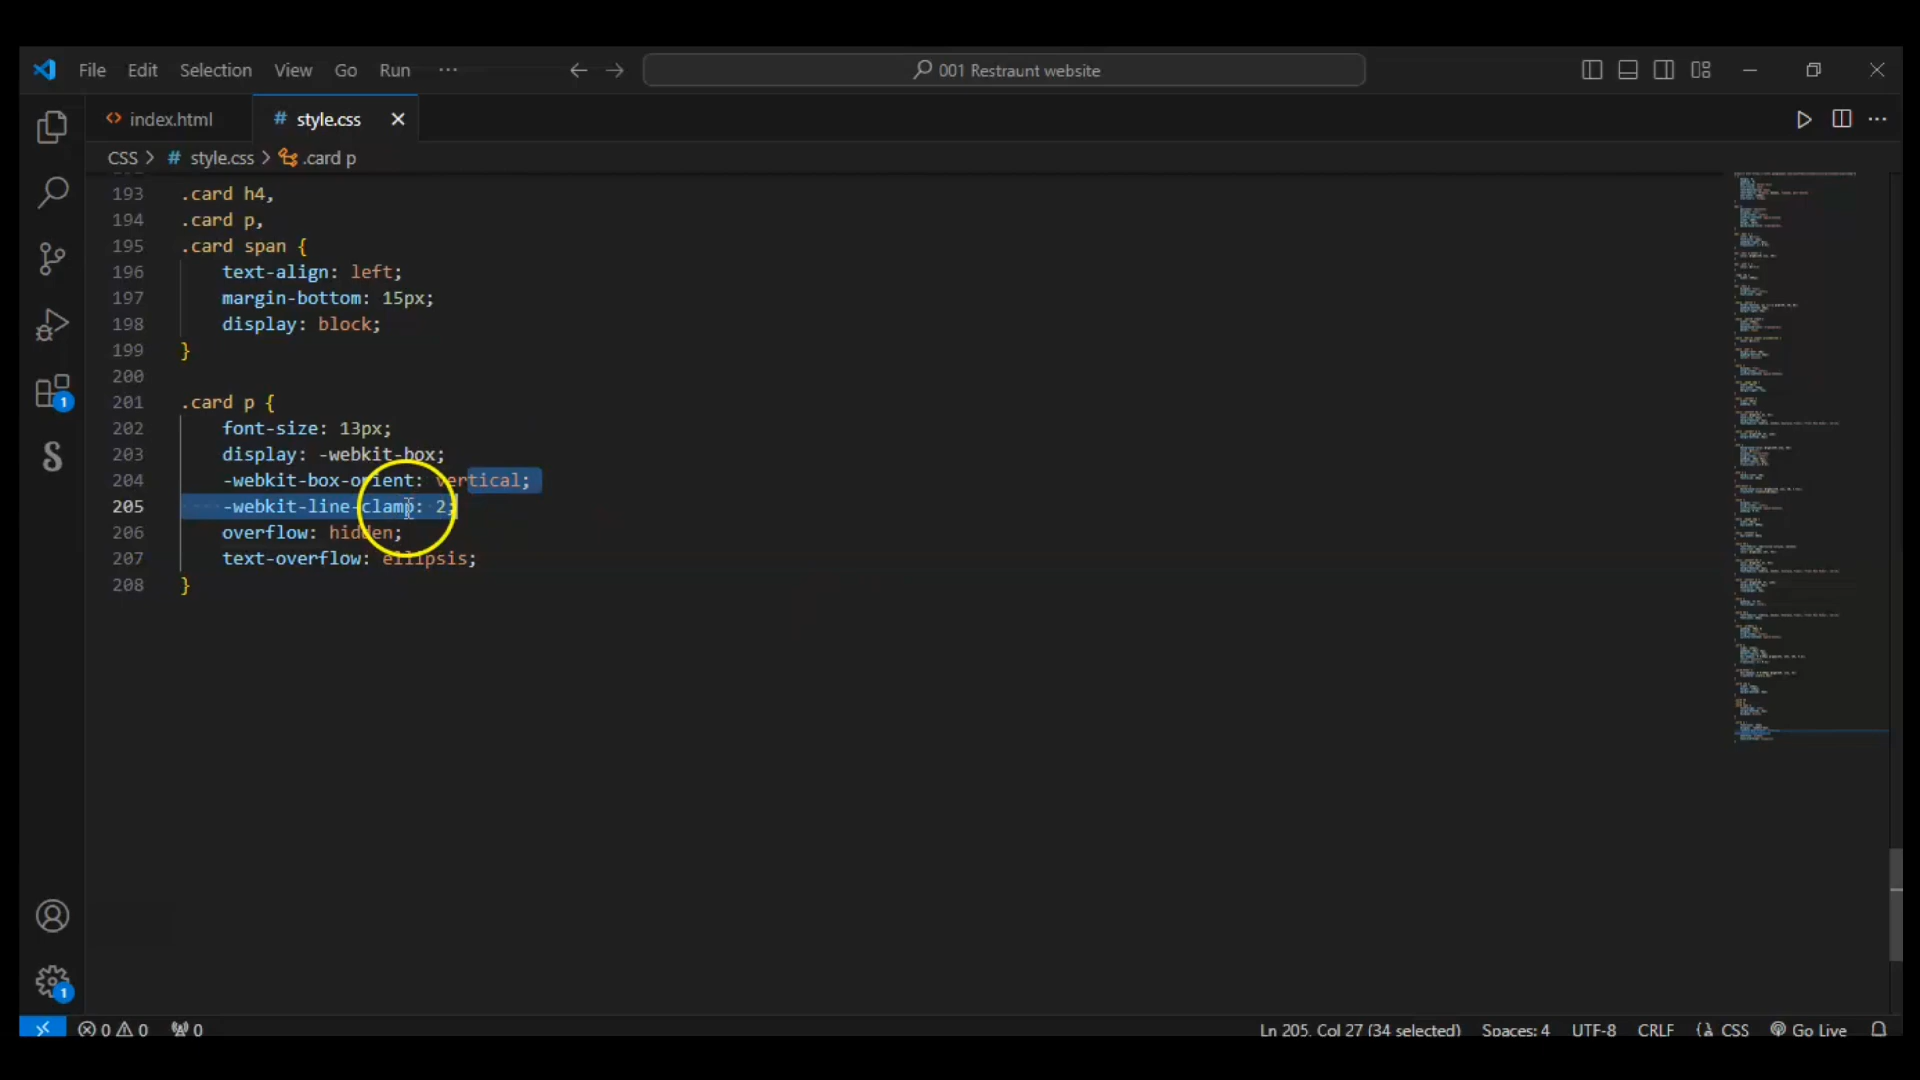 File Edit Selection View Go Run ··· 001 Restraunt website
index.html # style.css
CSS > # style.css > .card p
193 .card h4,
194 .card p,
195 .card span {
196 text-align: left;
197 margin-bottom: 15px;
198 display: block;
199 }
200
201 .card p {
202 font-size: 13px;
203 display: -webkit-box;
204 -webkit-box-orient: vertical;
205 -webkit-line-clamp: 2;
206 overflow: hidden;
207 text-overflow: ellipsis;
208 }
1
1
0 0 0 Ln 205, Col 27 (34 selected) Spaces: 4 UTF-8 CRLF CSS Go Live